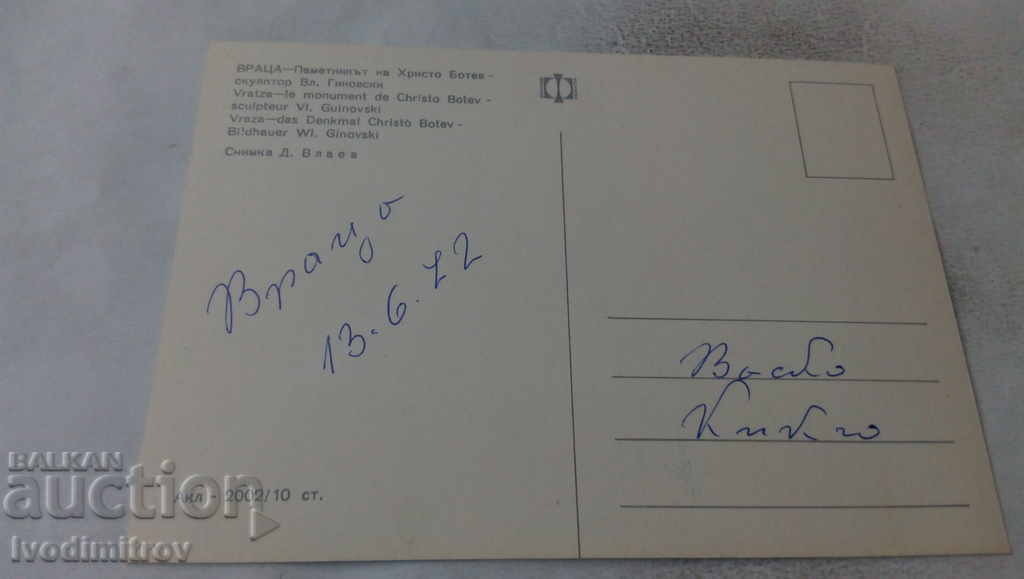 ВРАЦА—Паметникът на Христо Ботев -
скулптор Вл. Гиновски
Vratza—le monument de Christo Botev -
sculpteur Vl. Guinovski
Vraza—das Denkmal Christo Botev -
Bildhauer Wl. Ginovski
Снимка Д. Влаев
Враца
13.6.72
Васко
Акл - 2002/10 ст.
BALKAN
auction
Ivodimitrov